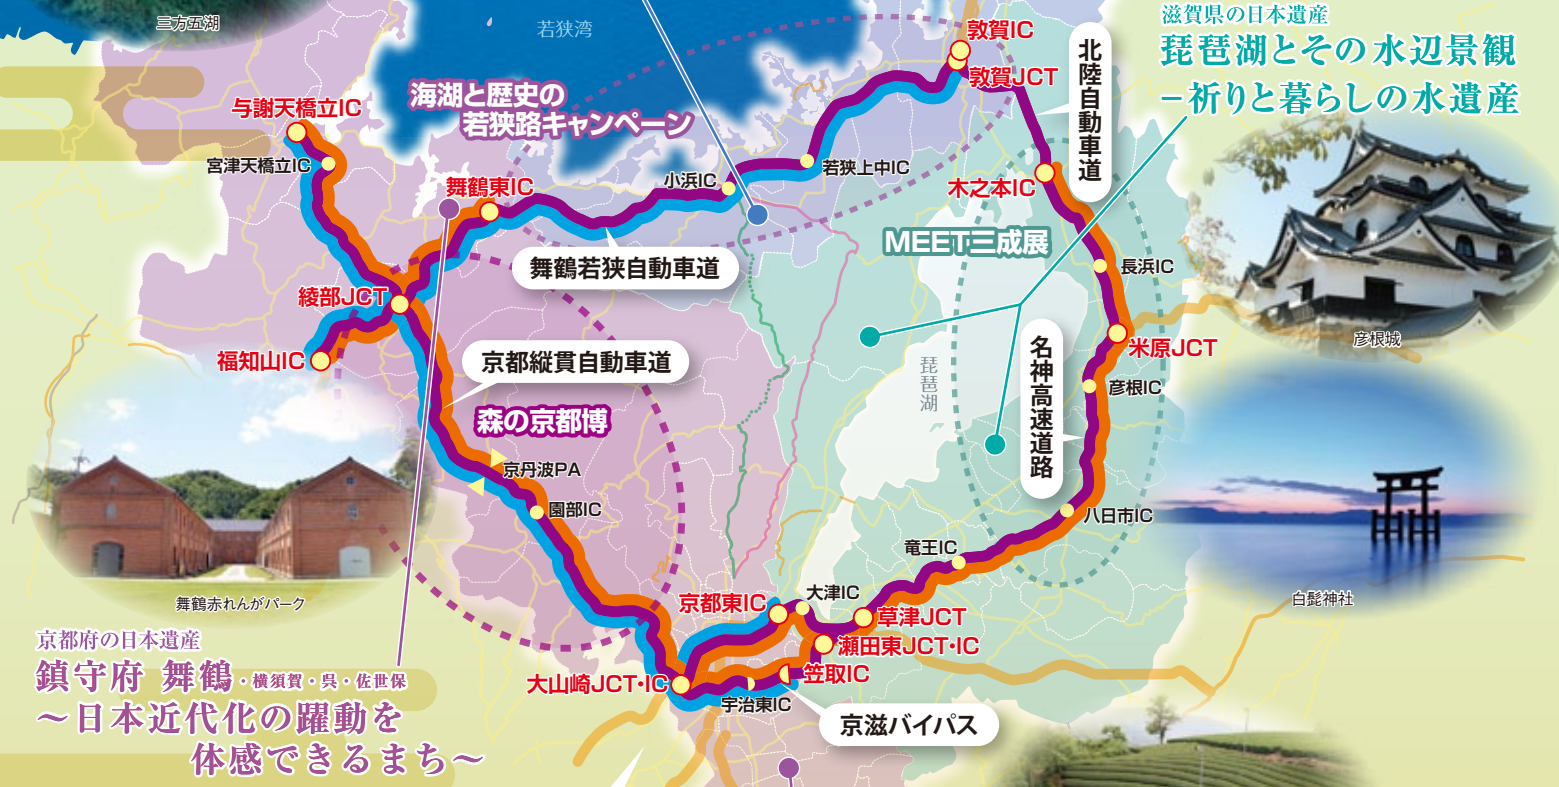 三方五湖
若狭湾
敦賀IC
敦賀JCT
北陸自動車道
滋賀県の日本遺産
琵琶湖とその水辺景観
−祈りと暮らしの水遺産
海湖と歴史の
若狭路キャンペーン
与謝天橋立IC
宮津天橋立IC
舞鶴東IC
小浜IC
若狭上中IC
木之本IC
MEET三成展
長浜IC
舞鶴若狭自動車道
綾部JCT
福知山IC
京都縦貫自動車道
琵琶湖
名神高速道路
米原JCT
彦根城
彦根IC
森の京都博
京丹波PA
園部IC
八日市IC
竜王IC
白髭神社
舞鶴赤れんがパーク
京都東IC
大津IC
草津JCT
瀬田東JCT・IC
笠取IC
大山崎JCT・IC
宇治東IC
京滋バイパス
京都府の日本遺産
鎮守府 舞鶴・横須賀・呉・佐世保
〜日本近代化の躍動を
体感できるまち〜